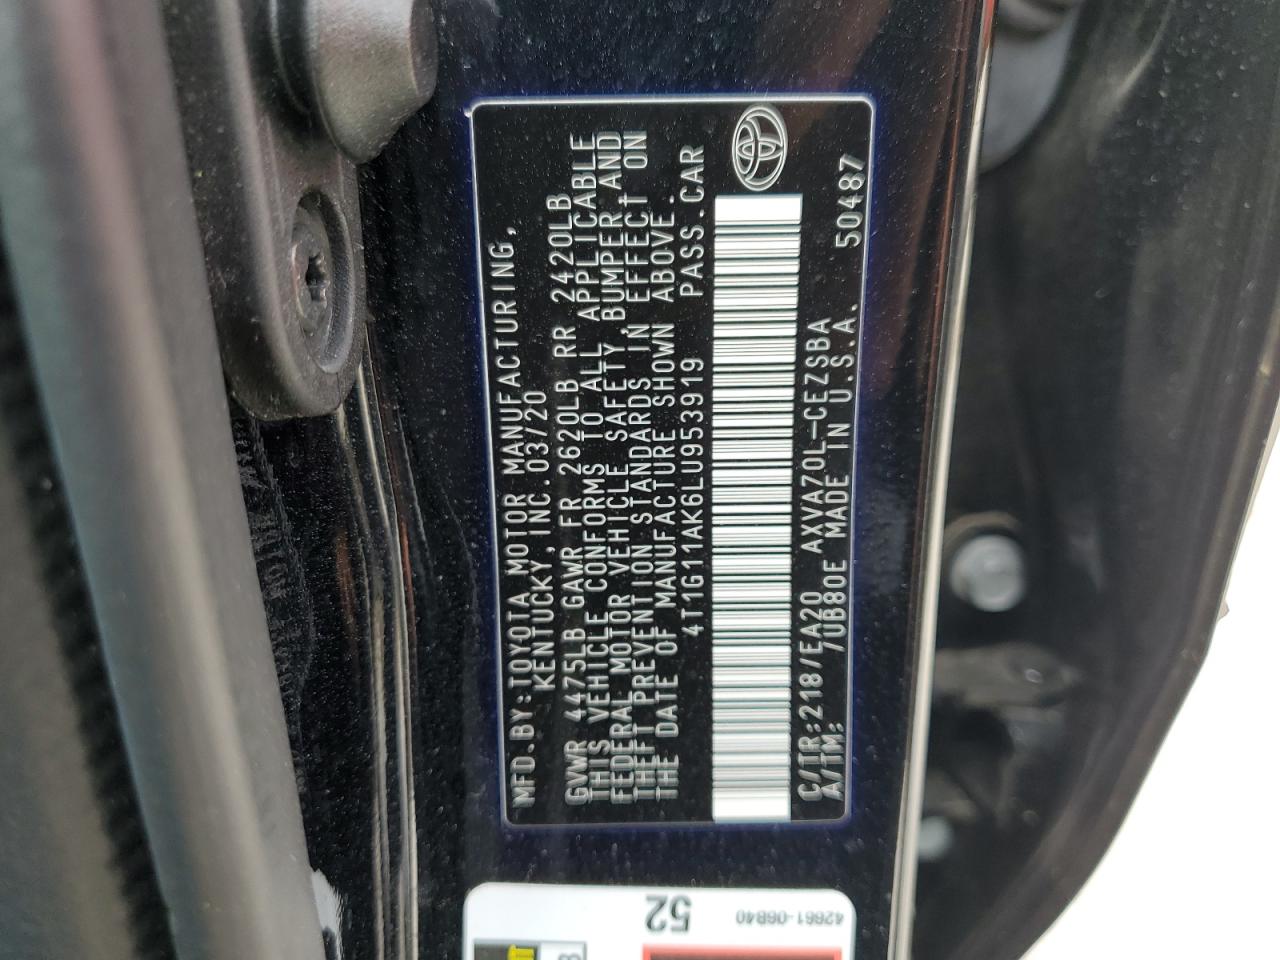 MFD.BY:TOYOTA MOTOR MANUFACTURING,
KENTUCKY, INC.03/20
GVWR 4475LB GAWR FR 2620LB RR 2420LB
THIS VEHICLE CONFORMS TO ALL APPLICABLE
FEDERAL MOTOR VEHICLE SAFETY,BUMPER,AND
THEFT PREVENTION STANDARDS IN EFFECT ON
THE DATE OF MANUFACTURE SHOWN ABOVE.
4T1G11AK6LU953919 PASS.CAR
C/TR:218/EA20 AXVA70L-CEZSBA
A/TM: /UB80E MADE IN U.S.A. 50487
52
42661-06B40